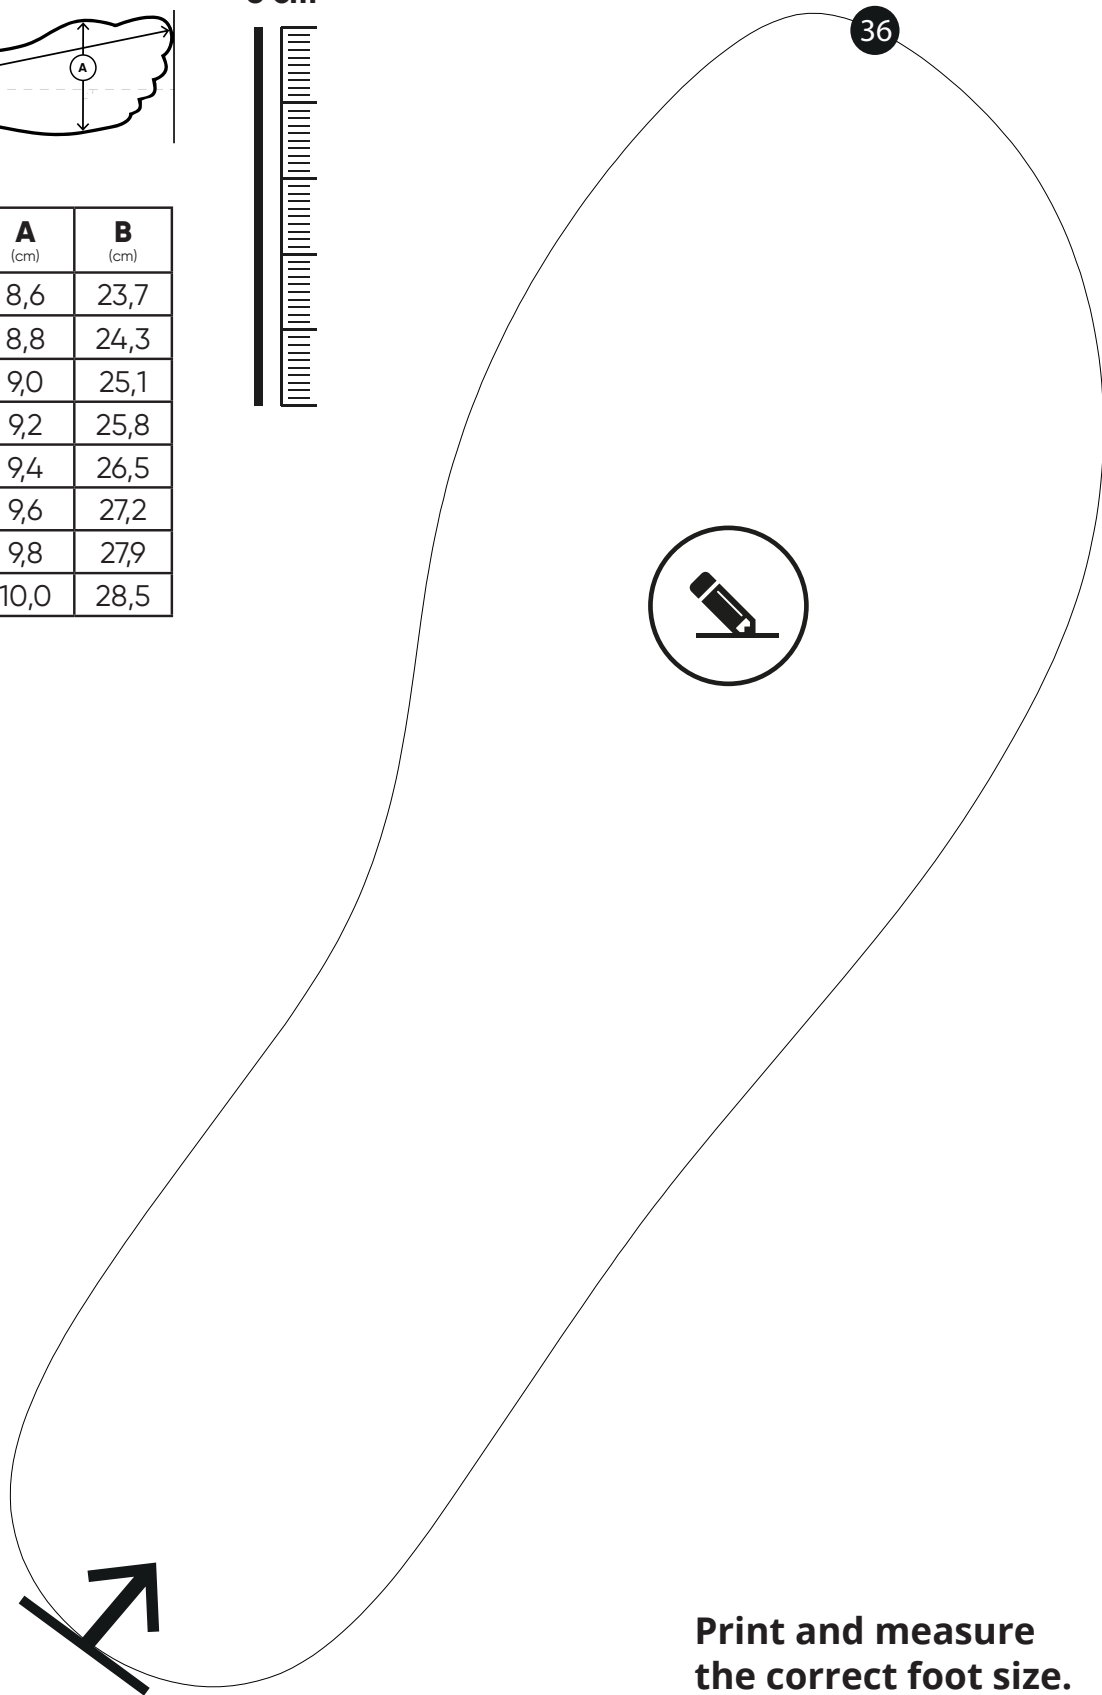 36
A
A B
(cm) (cm)
8,6 23,7
8,8 24,3
9,0 25,1
9,2 25,8
9,4 26,5
9,6 27,2
9,8 27,9
10,0 28,5
Print and measure
the correct foot size.